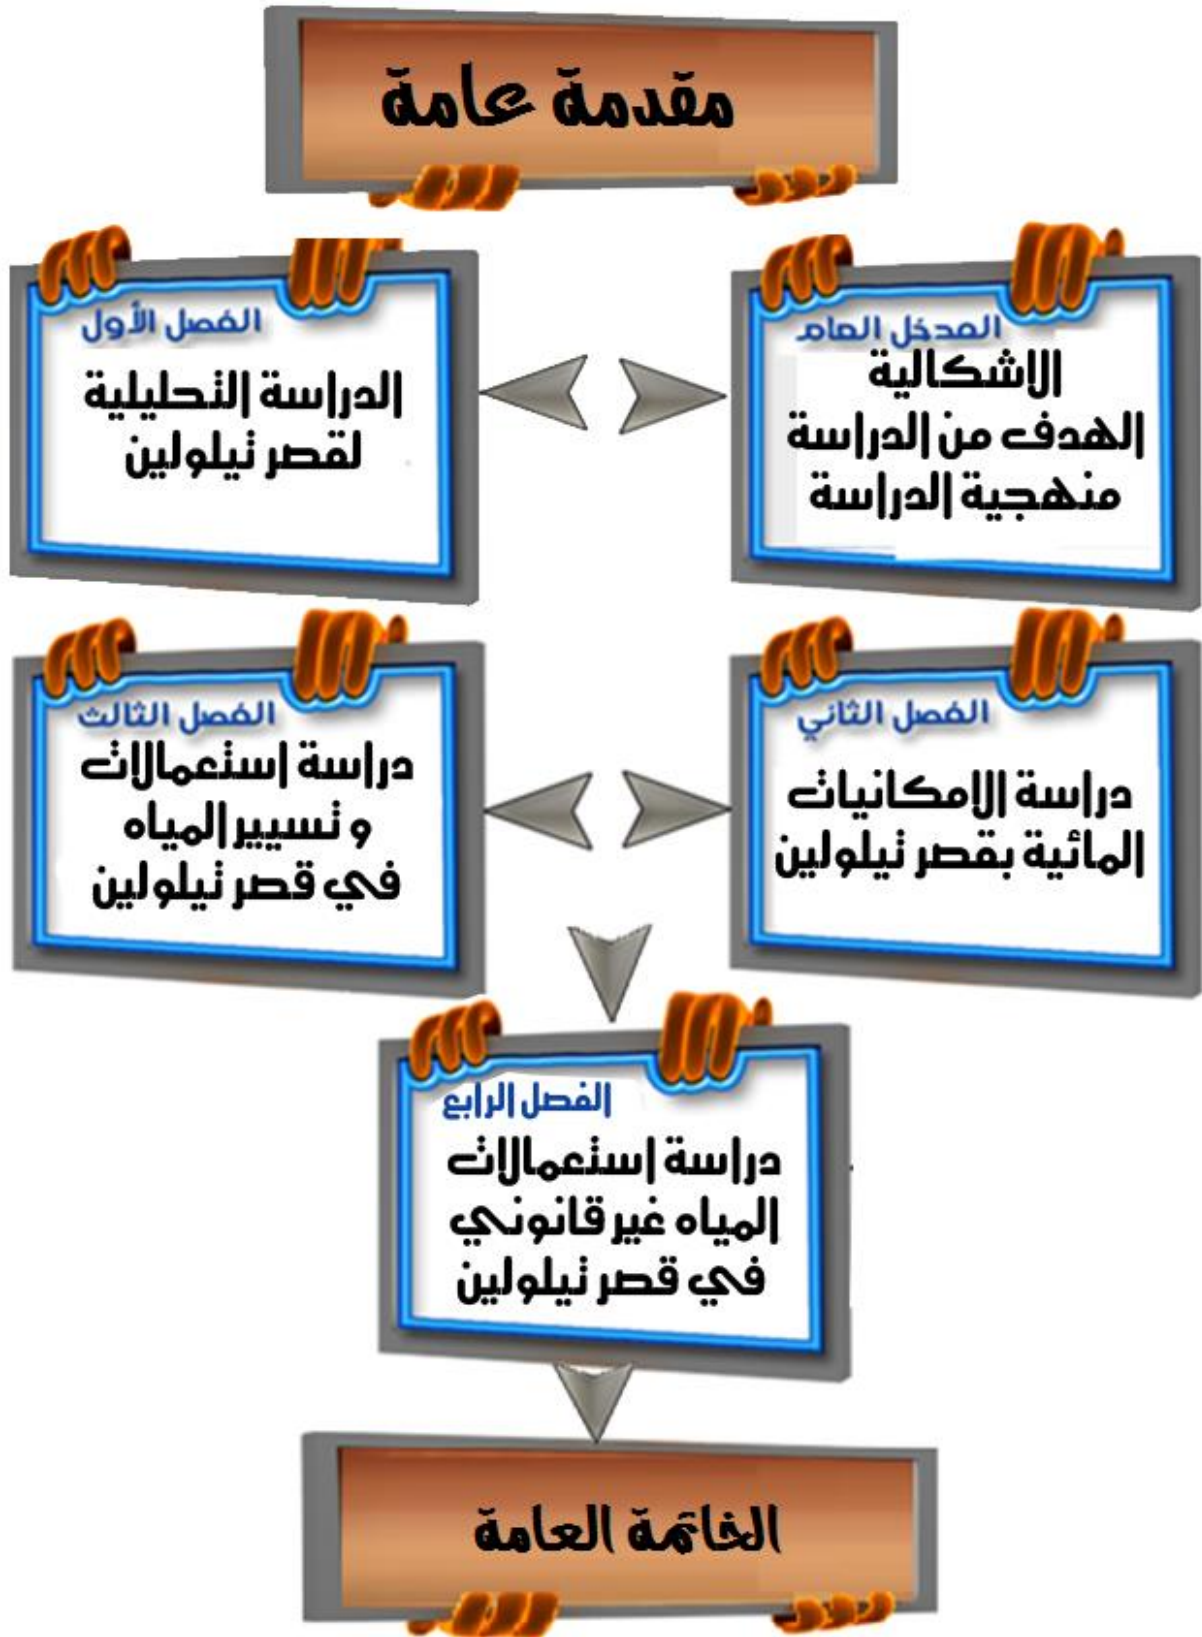 مقدمة عامة
المدخل العام
الاشكالية
الهدف من الدراسة
منهجية الدراسة
الفصل الأول
الدراسة التحليلية
لقصر تيلولين
الفصل الثاني
دراسة الامكانيات
المائية بقصر تيلولين
الفصل الثالث
دراسة استعمالات
و تسيير المياه
في قصر تيلولين
الفصل الرابع
دراسة استعمالات
المياه غير قانوني
في قصر تيلولين
الخاتمة العامة